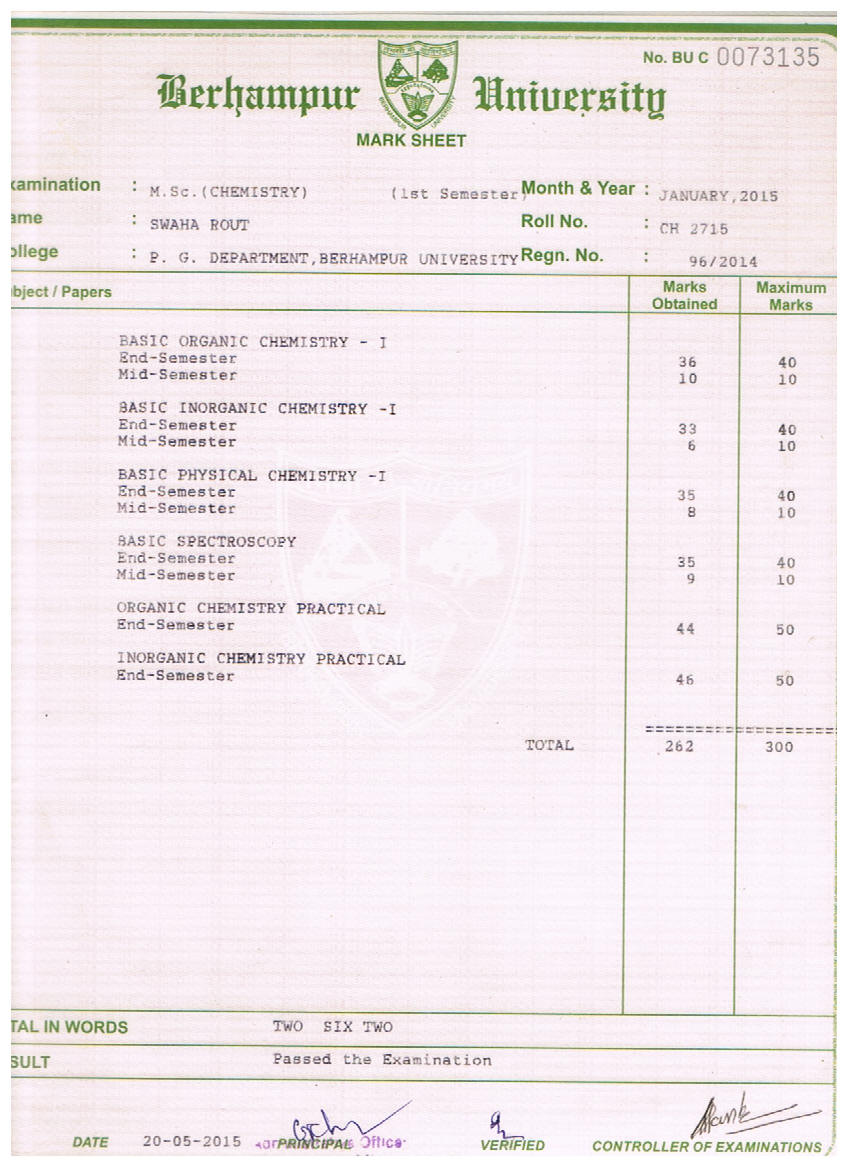 No. BU C 0073135
Berhampur University
MARK SHEET
amination : M.Sc.(CHEMISTRY) (1st Semester) Month & Year : JANUARY,2015
ame : SWAHA ROUT Roll No. : CH 2715
ollege : P. G. DEPARTMENT,BERHAMPUR UNIVERSITY Regn. No. : 96/2014
bject / Papers Marks Obtained Maximum Marks
BASIC ORGANIC CHEMISTRY - I
End-Semester 36 40
Mid-Semester 10 10
BASIC INORGANIC CHEMISTRY -I
End-Semester 33 40
Mid-Semester 6 10
BASIC PHYSICAL CHEMISTRY -I
End-Semester 35 40
Mid-Semester 8 10
BASIC SPECTROSCOPY
End-Semester 35 40
Mid-Semester 9 10
ORGANIC CHEMISTRY PRACTICAL
End-Semester 44 50
INORGANIC CHEMISTRY PRACTICAL
End-Semester 46 50
====================
TOTAL 262 300
TAL IN WORDS TWO SIX TWO
SULT Passed the Examination
DATE 20-05-2015 PRINCIPAL VERIFIED CONTROLLER OF EXAMINATIONS